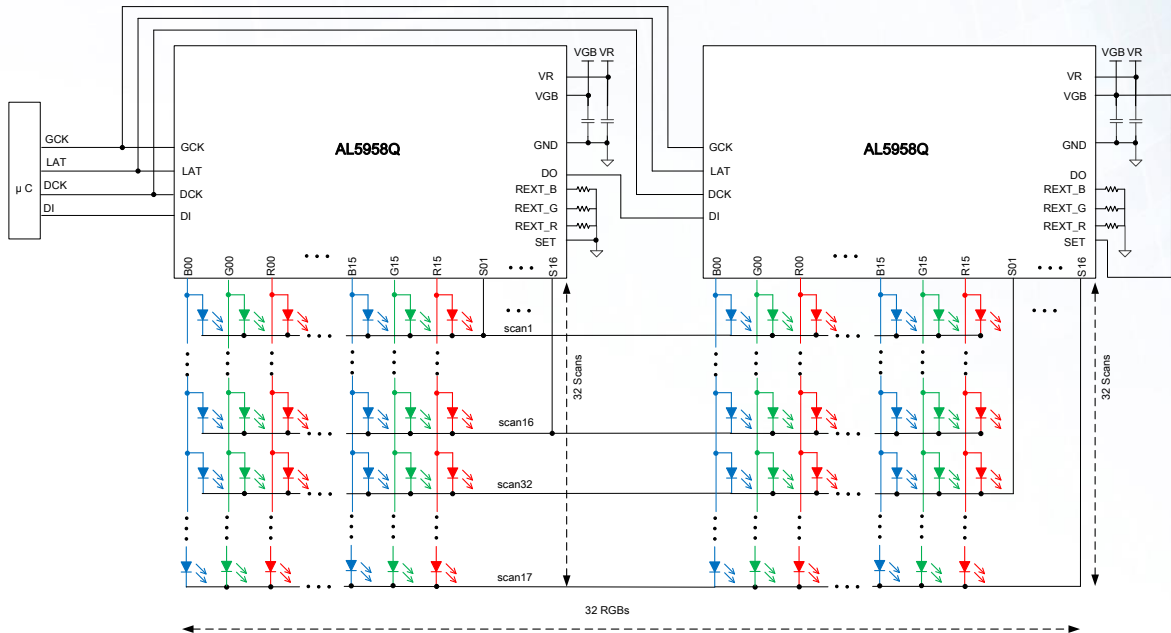 VGB VR
VR
VGB
AL5958Q
GND
DO
REXT_B
REXT_G
REXT_R
SET
GCK
LAT
DCK
DI
µ C
GCK
LAT
DCK
DI
B00
G00
R00
B15
G15
R15
S01
S16
VGB VR
VR
VGB
AL5958Q
GND
DO
REXT_B
REXT_G
REXT_R
SET
GCK
LAT
DCK
DI
B00
G00
R00
B15
G15
R15
S01
S16
scan1
scan16
scan32
scan17
32 Scans
32 Scans
32 RGBs